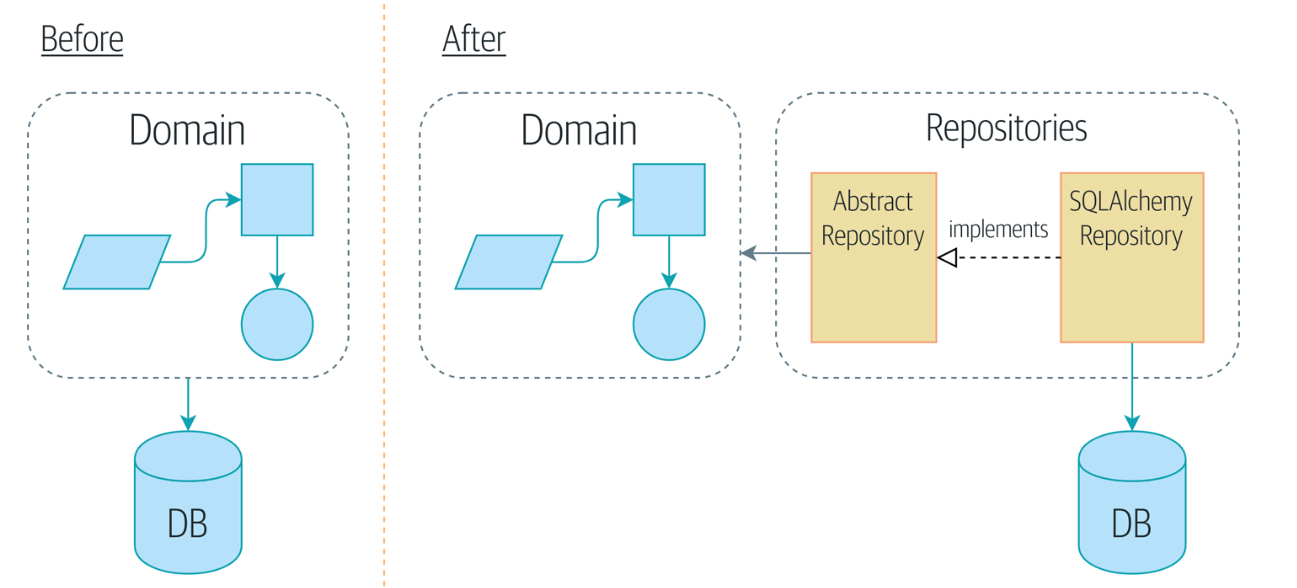 Before
Domain
DB
After
Domain
Repositories
Abstract
Repository
implements
SQLAlchemy
Repository
DB